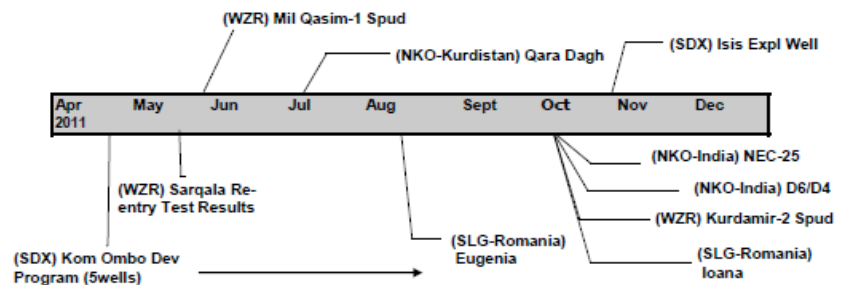 (WZR) Mil Qasim-1 Spud
(NKO-Kurdistan) Qara Dagh
(SDX) Isis Expl Well
Apr May Jun Jul Aug Sept Oct Nov Dec
2011
(NKO-India) NEC-25
(WZR) Sarqala Re-
entry Test Results
(NKO-India) D6/D4
(WZR) Kurdamir-2 Spud
(SLG-Romania)
Eugenia
(SLG-Romania)
Ioana
(SDX) Kom Ombo Dev
Program (5wells)